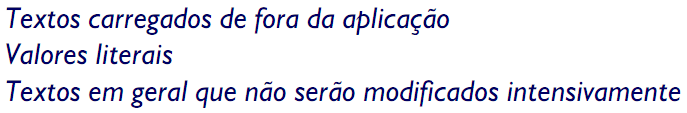 Textos carregados de fora da aplicação
Valores literais
Textos em geral que não serão modificados intensivamente